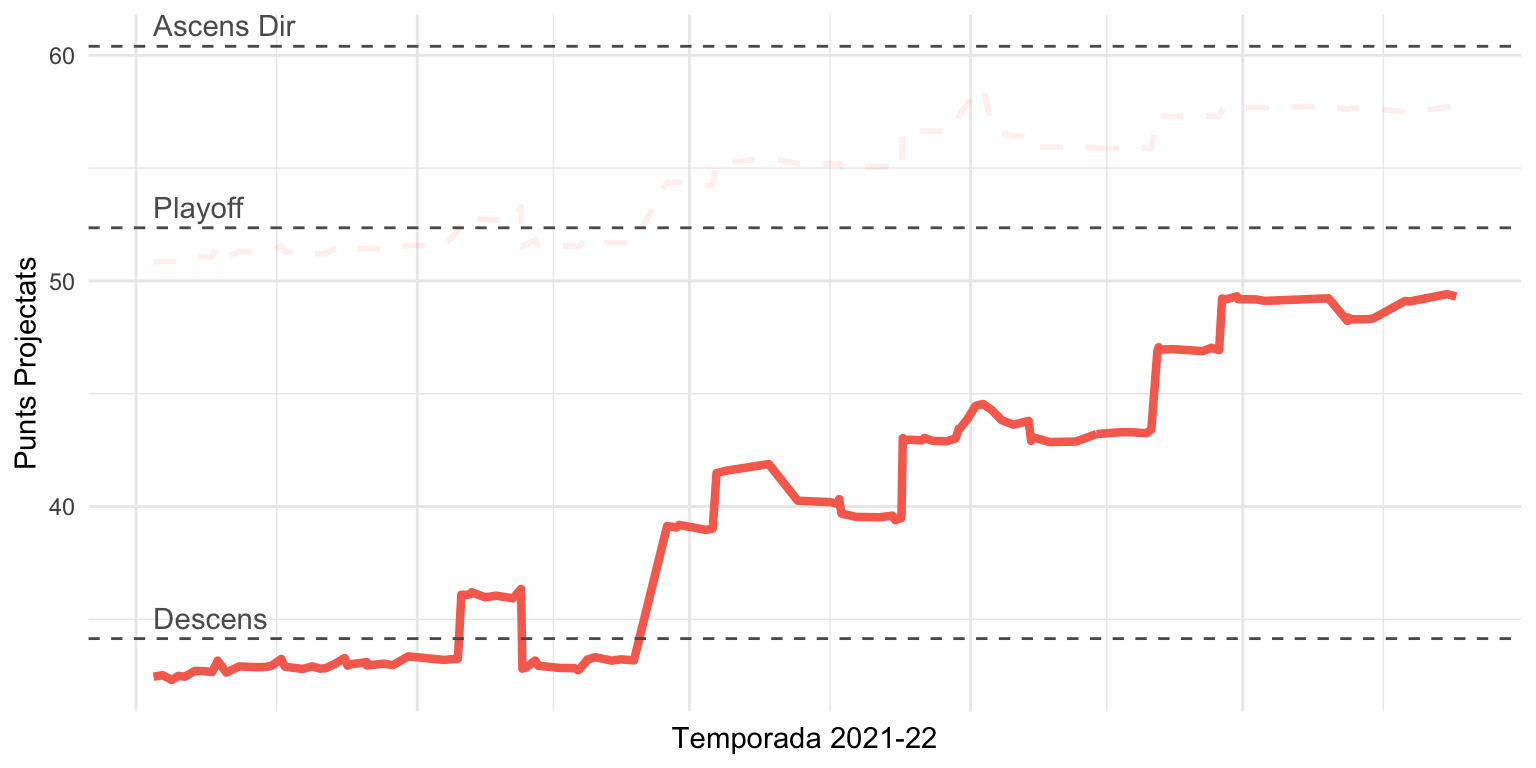 Ascens Dir
60
Playoff
50
Punts Projectats
40
Descens
Temporada 2021-22